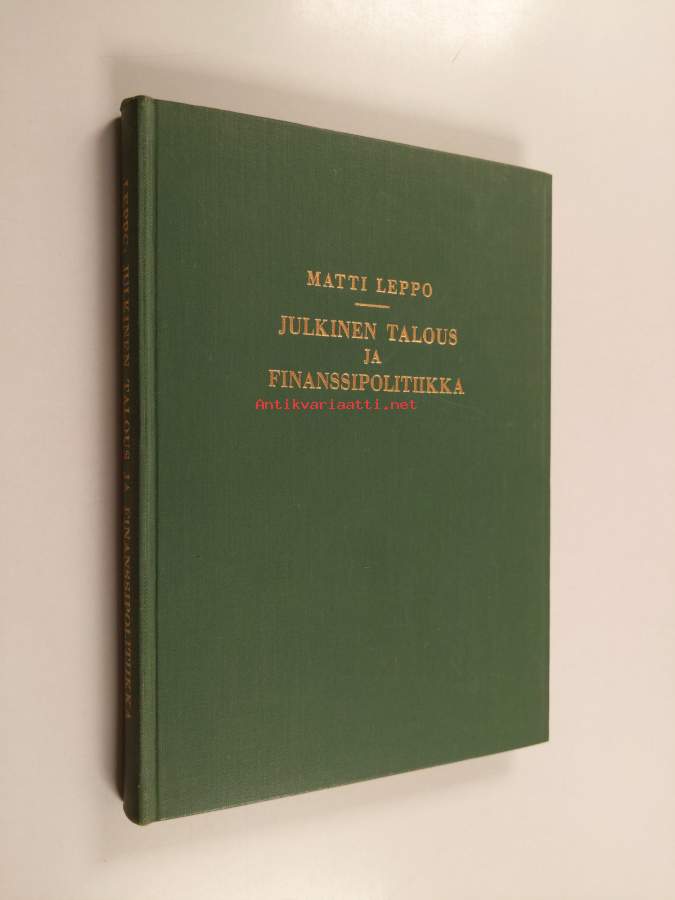 MATTI LEPPO
JULKINEN TALOUS
JA
FINANSSIPOLITIIKKA
Antikvariaatti.net
LEPPO: JULKINEN TALOUS JA FINANSSIPOLITIIKKA